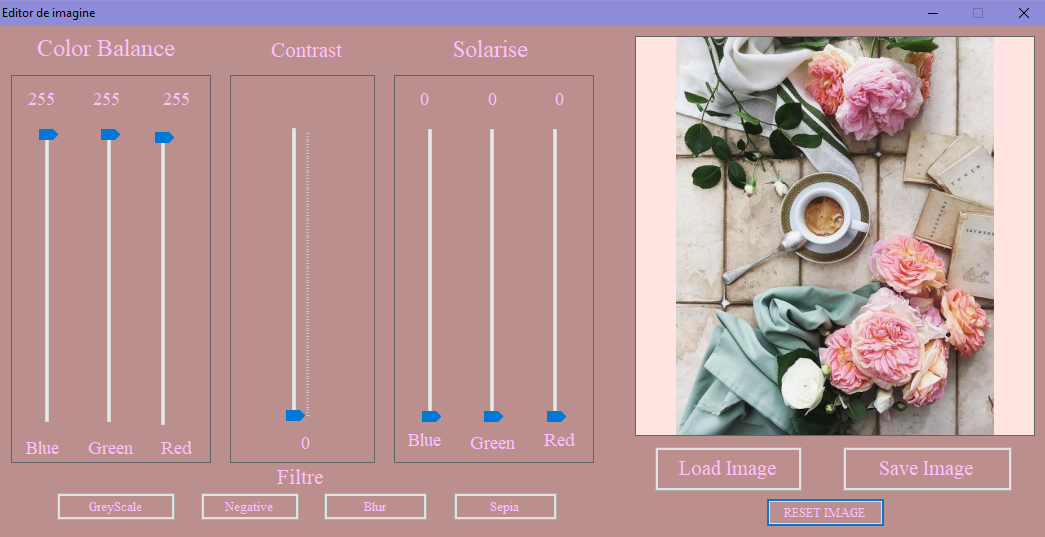 Editor de imagine
Color Balance
Contrast
Solarise
255 255 255
0 0 0
Blue Green Red
0
Blue Green Red
Filtre
GreyScale Negative Blur Sepia
Load Image Save Image
RESET IMAGE